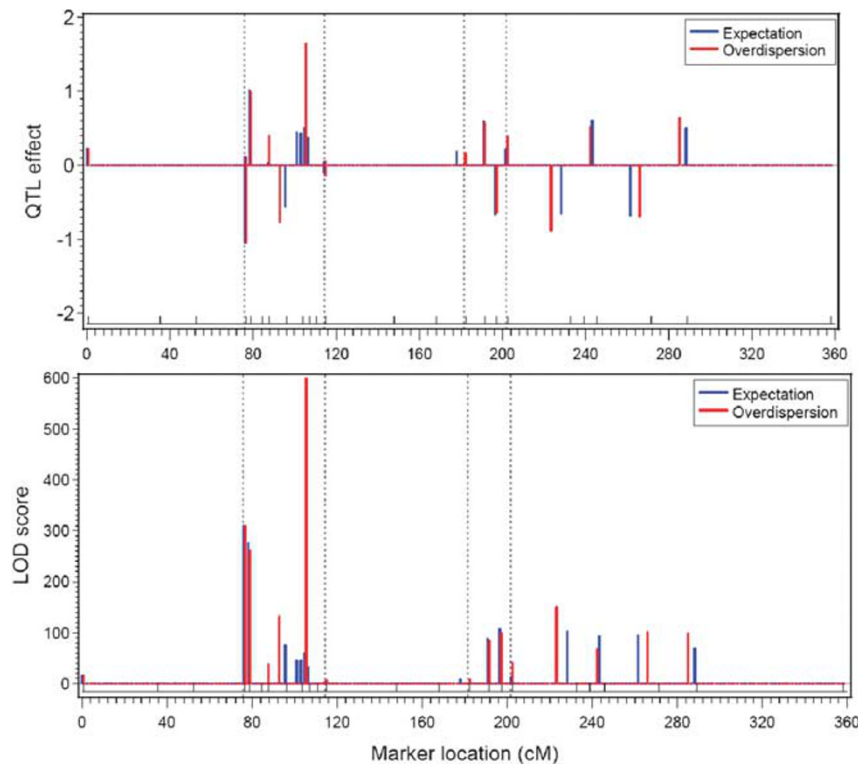 2
Expectation
Overdispersion
1
QTL effect
0
-1
-2
0 40 80 120 160 200 240 280 320 360
600
Expectation
Overdispersion
500
400
LOD score
300
200
100
0
0 40 80 120 160 200 240 280 320 360
Marker location (cM)